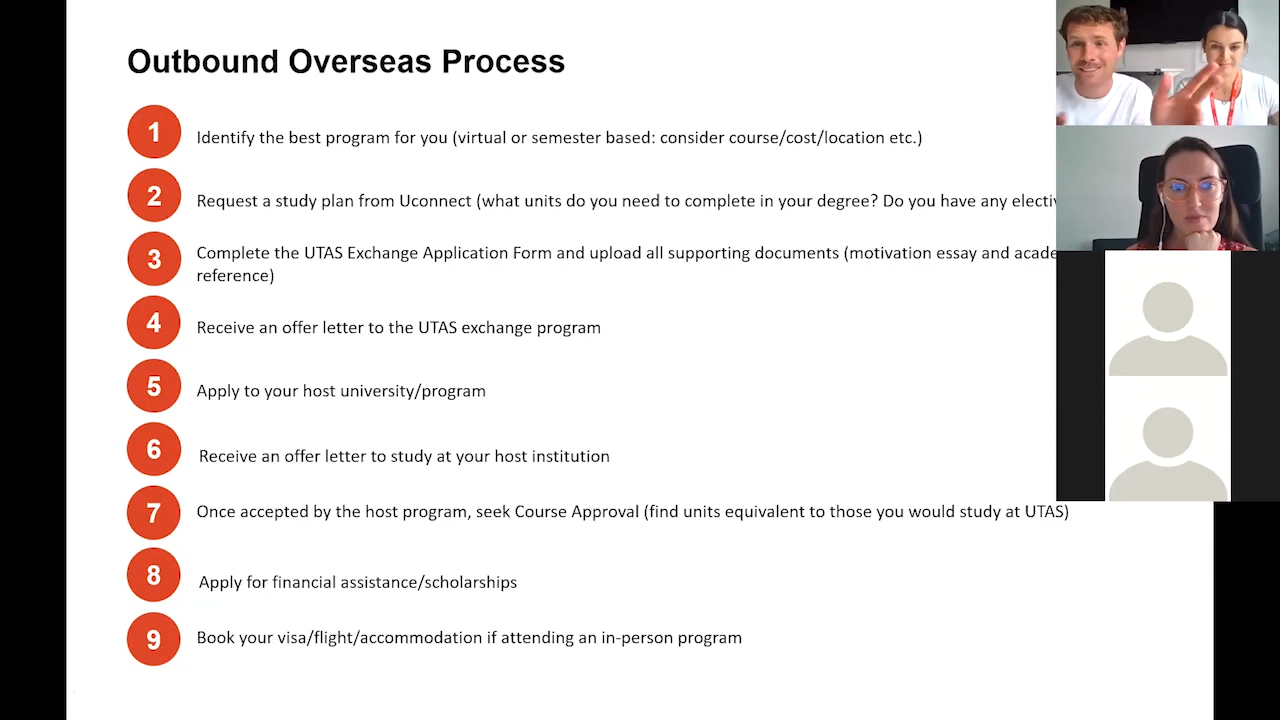 Outbound Overseas Process
1
Identify the best program for you (virtual or semester based: consider course/cost/location etc.)
2
Request a study plan from Uconnect (what units do you need to complete in your degree? Do you have any
3
Complete the UTAS Exchange Application Form and upload all supporting documents (motivation essay and
reference)
4
Receive an offer letter to the UTAS exchange program
5
Apply to your host university/program
6
Receive an offer letter to study at your host institution
7
Once accepted by the host program, seek Course Approval (find units equivalent to those you would study at UTAS)
8
Apply for financial assistance/scholarships
9
Book your visa/flight/accommodation if attending an in-person program